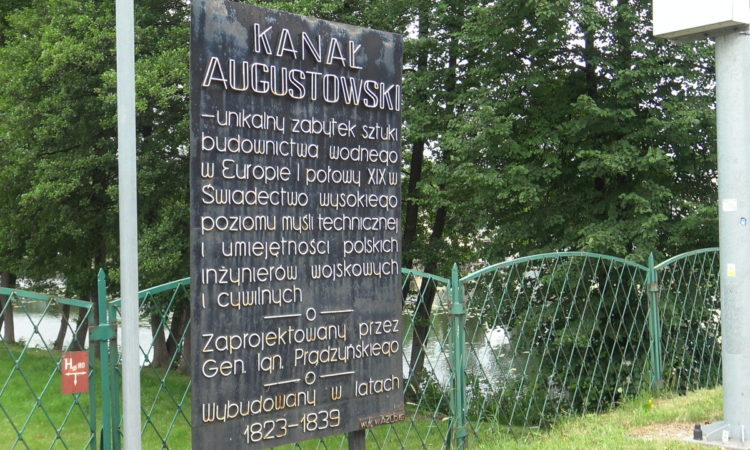 KANAŁ
AUGUSTOWSKI
—unikalny zabytek sztuki
budownictwa wodnego
w Europie I połowy XIX w
Świadectwo wysokiego
poziomu myśli technicznej
i umiejętności polskich
inżynierów wojskowych
i cywilnych
—o—
Zaprojektowany przez
Gen. Ign. Prądzyńskiego
—o—
Wybudowany w latach
1823-1839